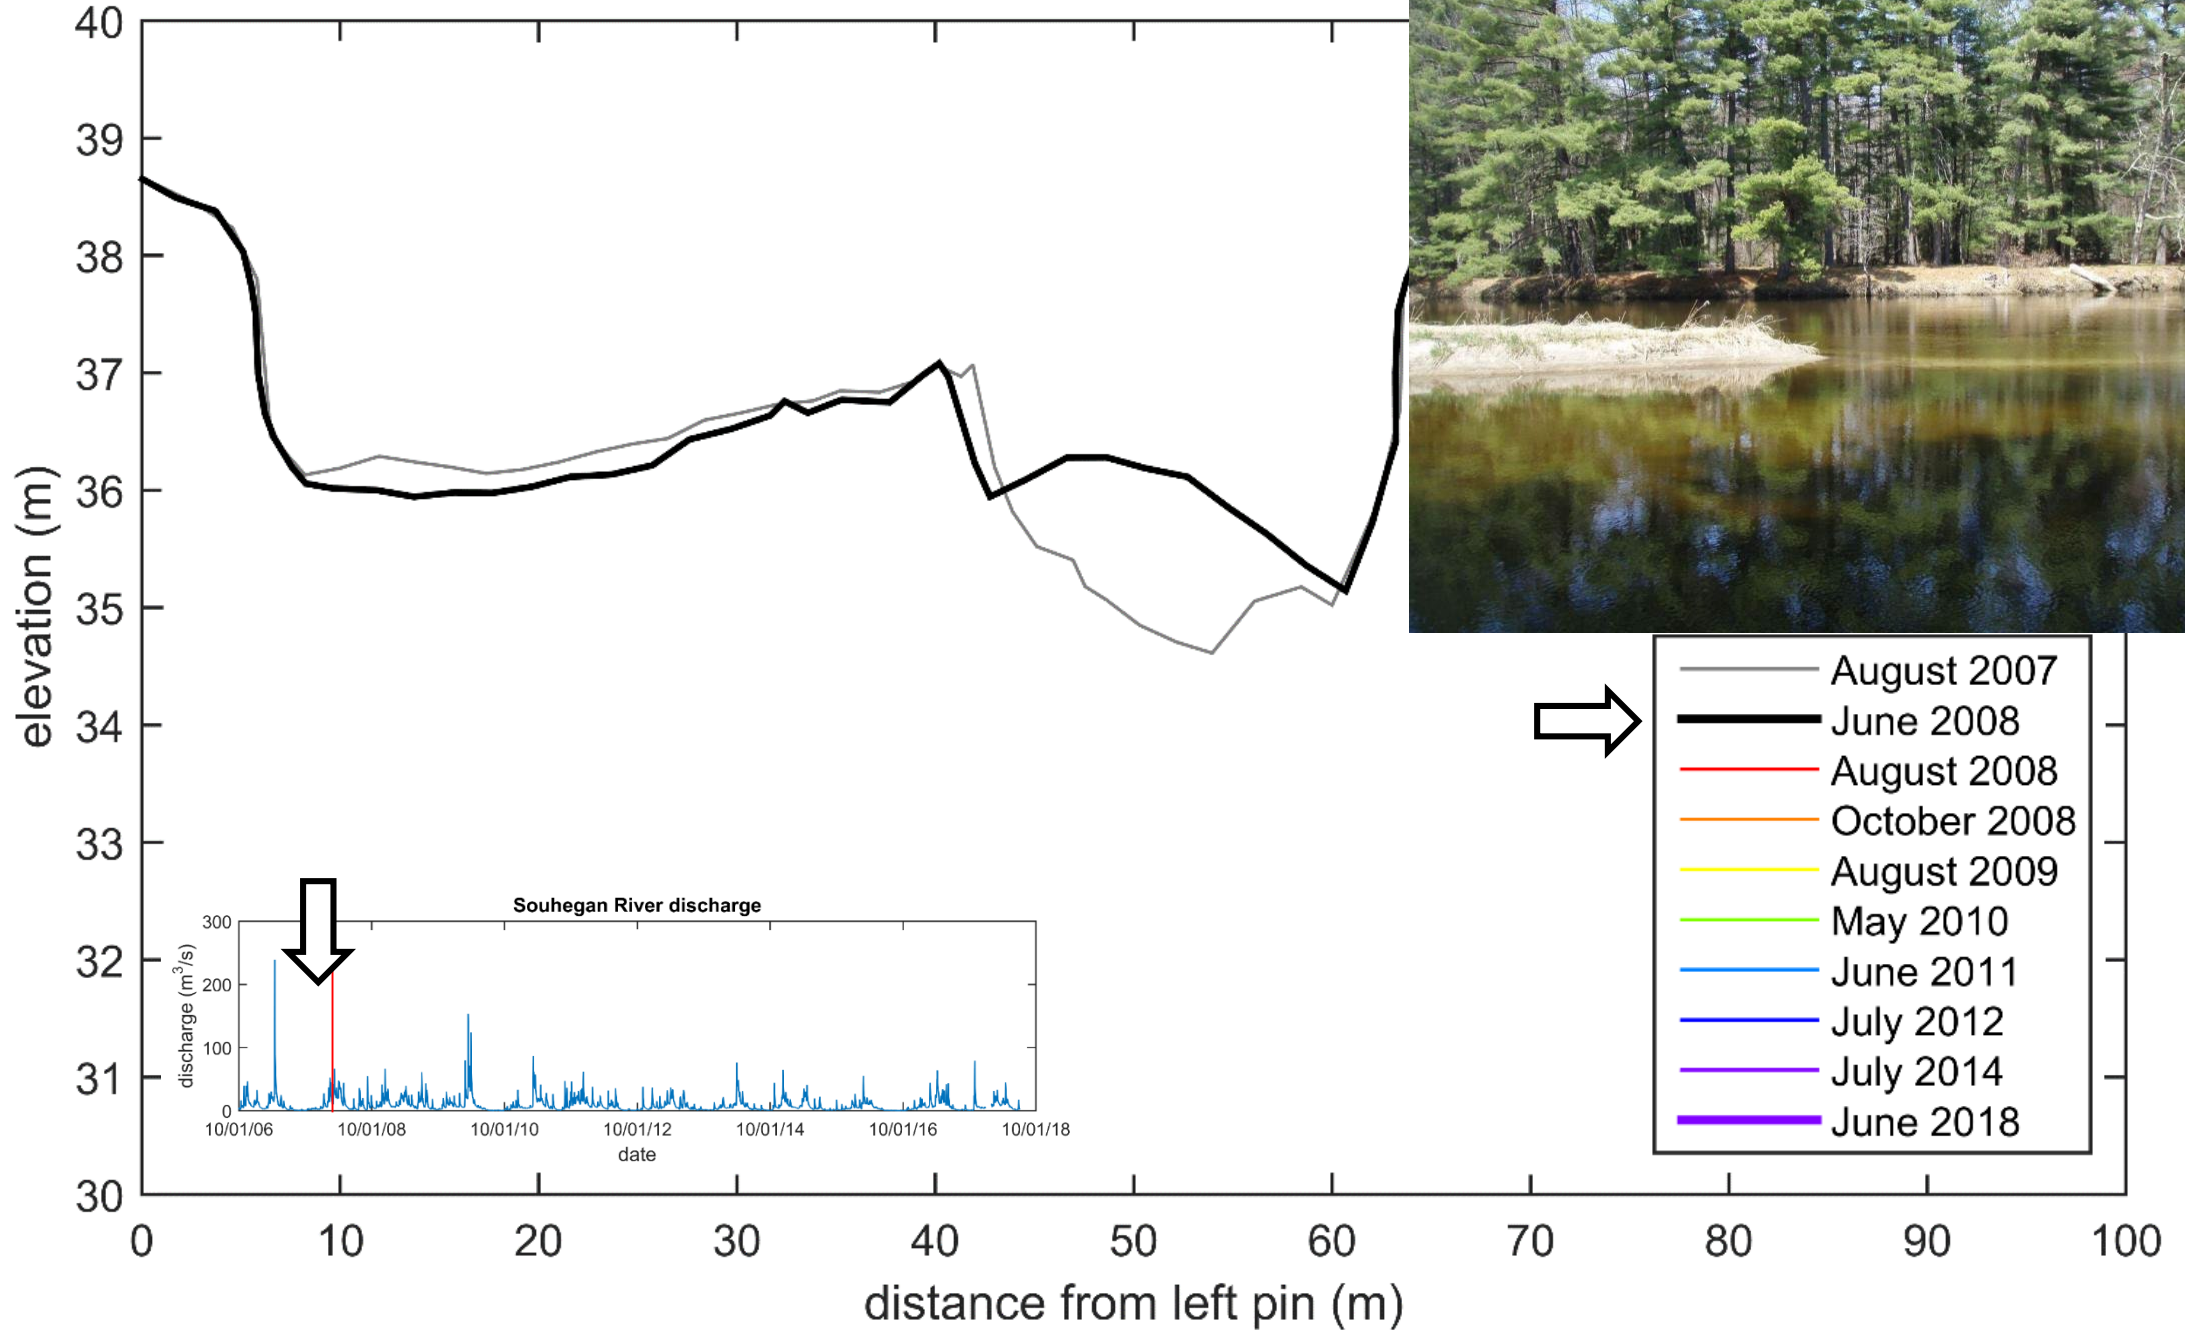 40
39
38
37
36
35
34
33
32
31
30
elevation (m)
0 10 20 30 40 50 60 70 80 90 100
distance from left pin (m)
August 2007
June 2008
August 2008
October 2008
August 2009
May 2010
June 2011
July 2012
July 2014
June 2018
Souhegan River discharge
300
200
100
0
discharge (m³/s)
10/01/06 10/01/08 10/01/10 10/01/12 10/01/14 10/01/16 10/01/18
date